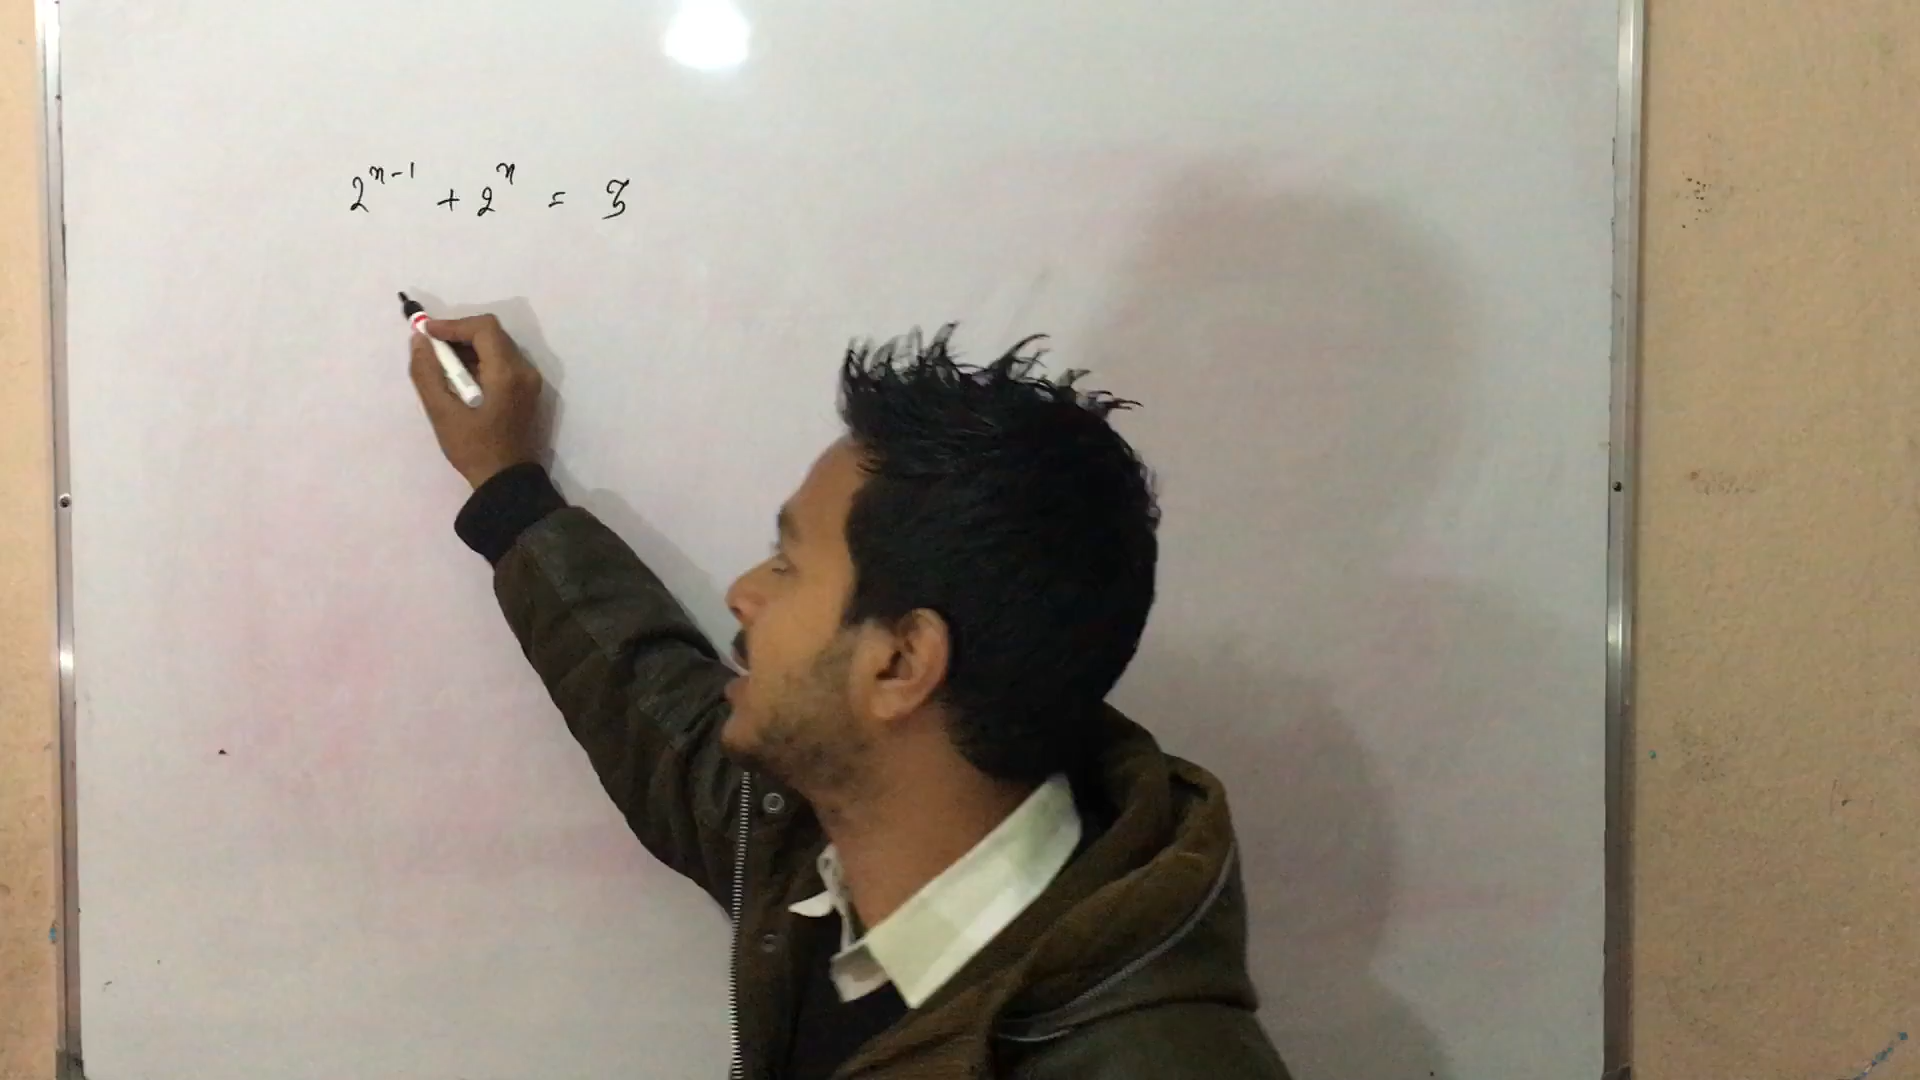 2^{x-1} + 2^x = 3